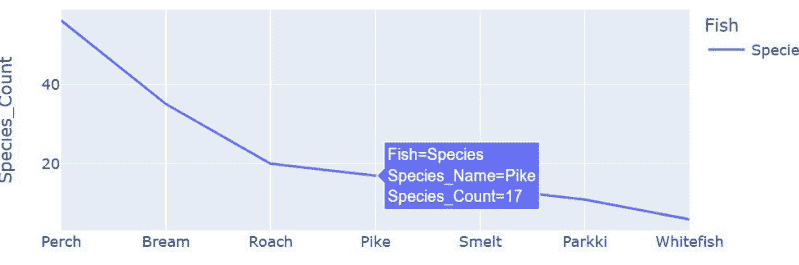 Fish
Specie
Species_Count
40
20
Fish=Species
Species_Name=Pike
Species_Count=17
Perch Bream Roach Pike Smelt Parkki Whitefish